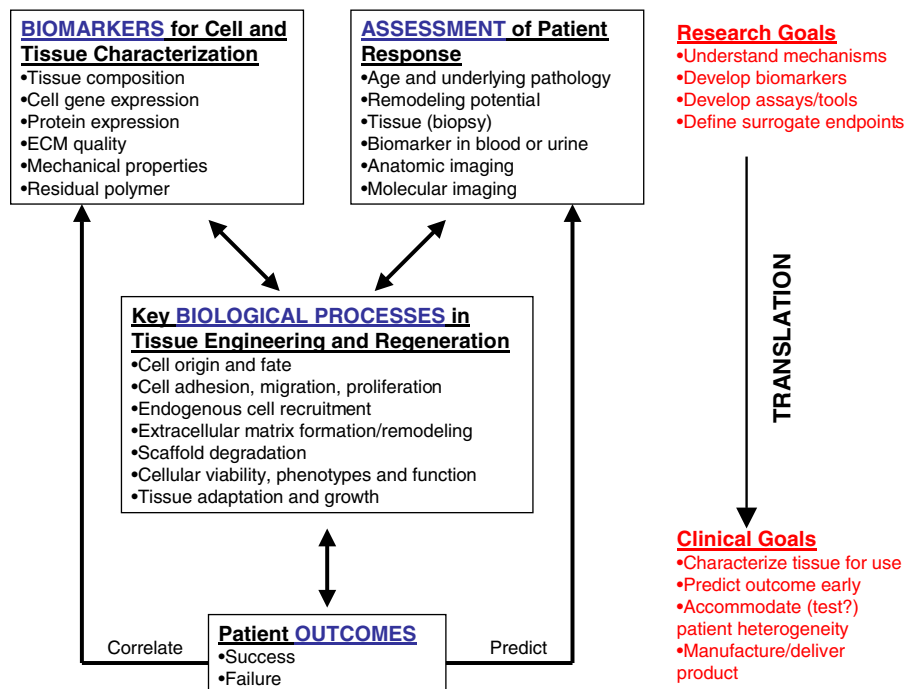 BIOMARKERS for Cell and
Tissue Characterization
•Tissue composition
•Cell gene expression
•Protein expression
•ECM quality
•Mechanical properties
•Residual polymer
ASSESSMENT of Patient
Response
•Age and underlying pathology
•Remodeling potential
•Tissue (biopsy)
•Biomarker in blood or urine
•Anatomic imaging
•Molecular imaging
Research Goals
•Understand mechanisms
•Develop biomarkers
•Develop assays/tools
•Define surrogate endpoints
TRANSLATION
Key BIOLOGICAL PROCESSES in
Tissue Engineering and Regeneration
•Cell origin and fate
•Cell adhesion, migration, proliferation
•Endogenous cell recruitment
•Extracellular matrix formation/remodeling
•Scaffold degradation
•Cellular viability, phenotypes and function
•Tissue adaptation and growth
Clinical Goals
•Characterize tissue for use
•Predict outcome early
•Accommodate (test?)
patient heterogeneity
•Manufacture/deliver
product
Correlate
Patient OUTCOMES
•Success
•Failure
Predict